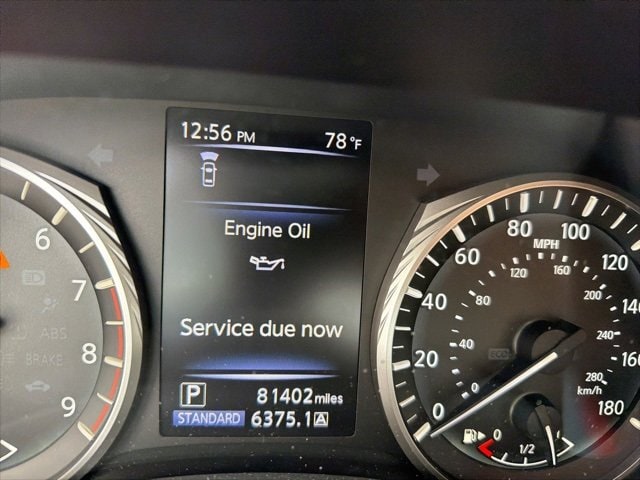 12:56 PM 78°F
Engine Oil
Service due now
P 81402 miles
STANDARD 6375.1 A
6
7
8
9
ABS
BRAKE
0
20
40
60
80
100
120
140
160
180
MPH
0
40
80
120
160
200
240
280
km/h
ECO
0
1/2